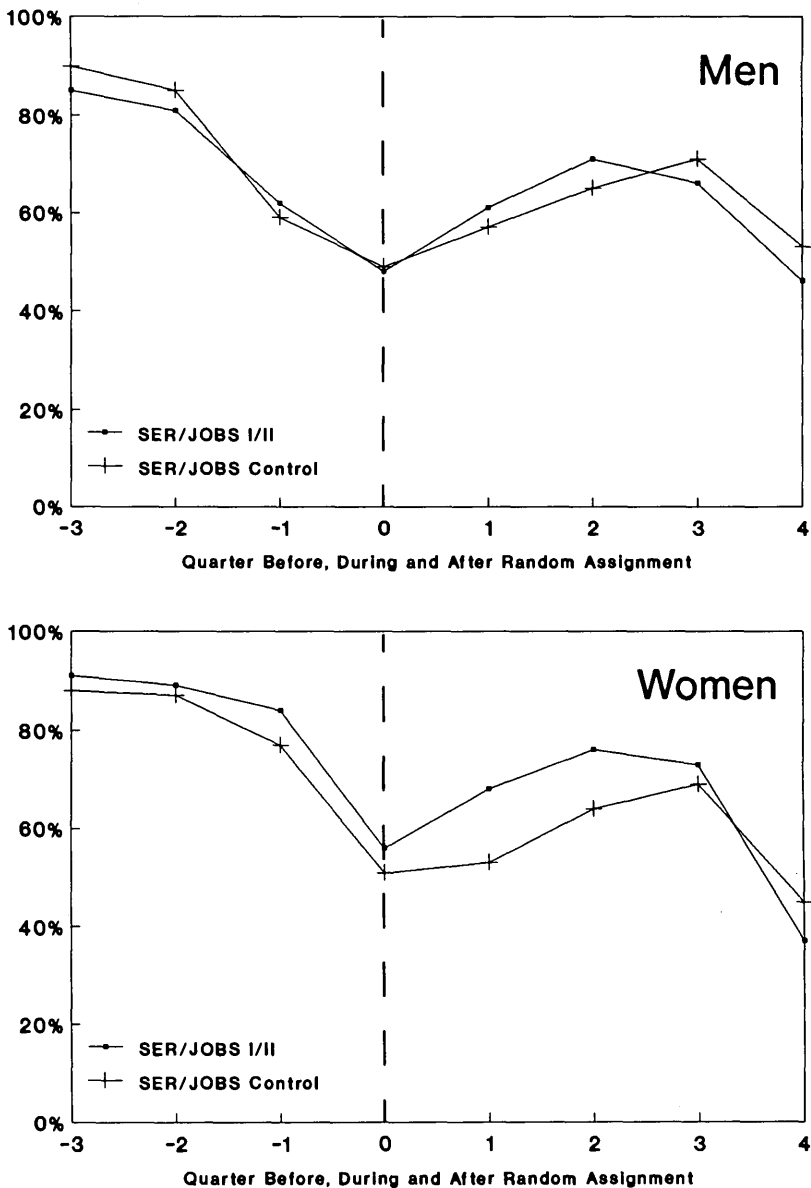 100%
Men
80%
60%
40%
20%
SER/JOBS I/II
SER/JOBS Control
0%
-3 -2 -1 0 1 2 3 4
Quarter Before, During and After Random Assignment
100%
Women
80%
60%
40%
20%
SER/JOBS I/II
SER/JOBS Control
0%
-3 -2 -1 0 1 2 3 4
Quarter Before, During and After Random Assignment